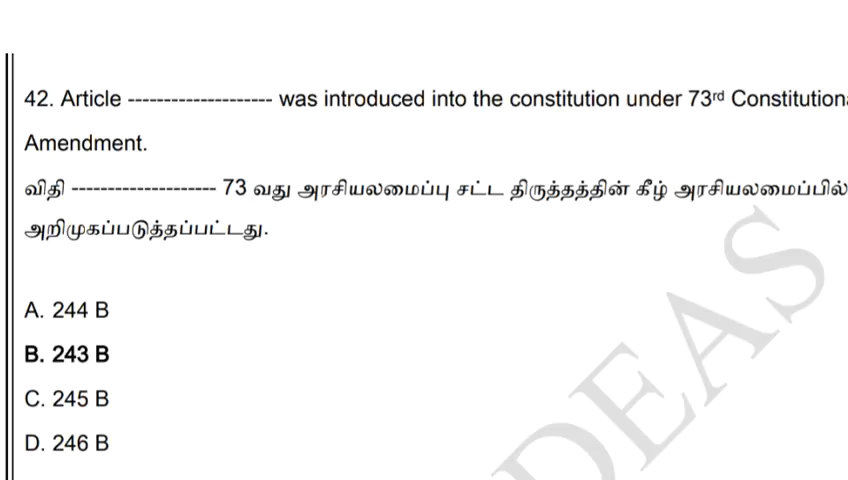 42. Article -------------------- was introduced into the constitution under 73rd Constitution
Amendment.
விதி -------------------- 73 வது அரசியலமைப்பு சட்ட திருத்தத்தின் கீழ் அரசியலமைப்பில்
அறிமுகப்படுத்தப்பட்டது.
A. 244 B
B. 243 B
C. 245 B
D. 246 B
DEAS